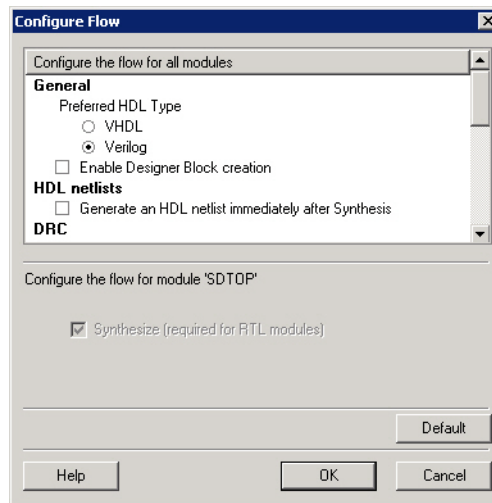 Configure Flow
Configure the flow for all modules
General
Preferred HDL Type
VHDL
Verilog
Enable Designer Block creation
HDL netlists
Generate an HDL netlist immediately after Synthesis
DRC
Configure the flow for module 'SDTOP'
Synthesize (required for RTL modules)
Default
Help
OK
Cancel